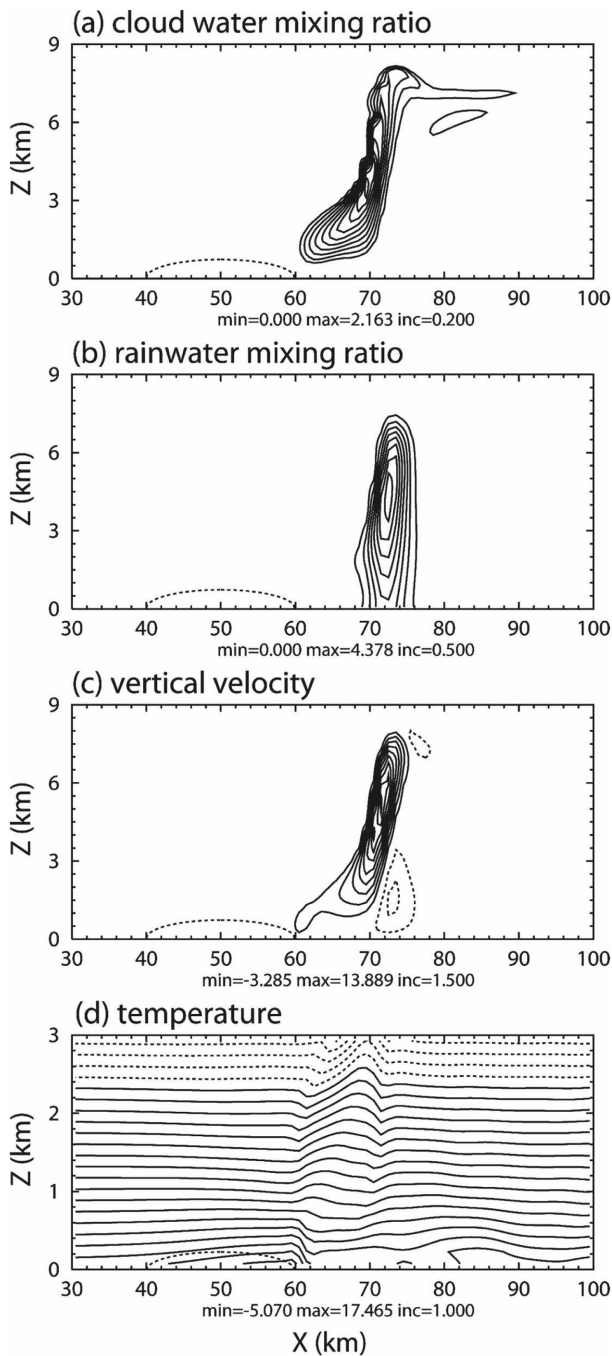 (a) cloud water mixing ratio
9
6
3
0
Z (km)
30 40 50 60 70 80 90 100
min=0.000 max=2.163 inc=0.200
(b) rainwater mixing ratio
9
6
3
0
Z (km)
30 40 50 60 70 80 90 100
min=0.000 max=4.378 inc=0.500
(c) vertical velocity
9
6
3
0
Z (km)
30 40 50 60 70 80 90 100
min=-3.285 max=13.889 inc=1.500
(d) temperature
3
2
1
0
Z (km)
30 40 50 60 70 80 90 100
min=-5.070 max=17.465 inc=1.000
X (km)